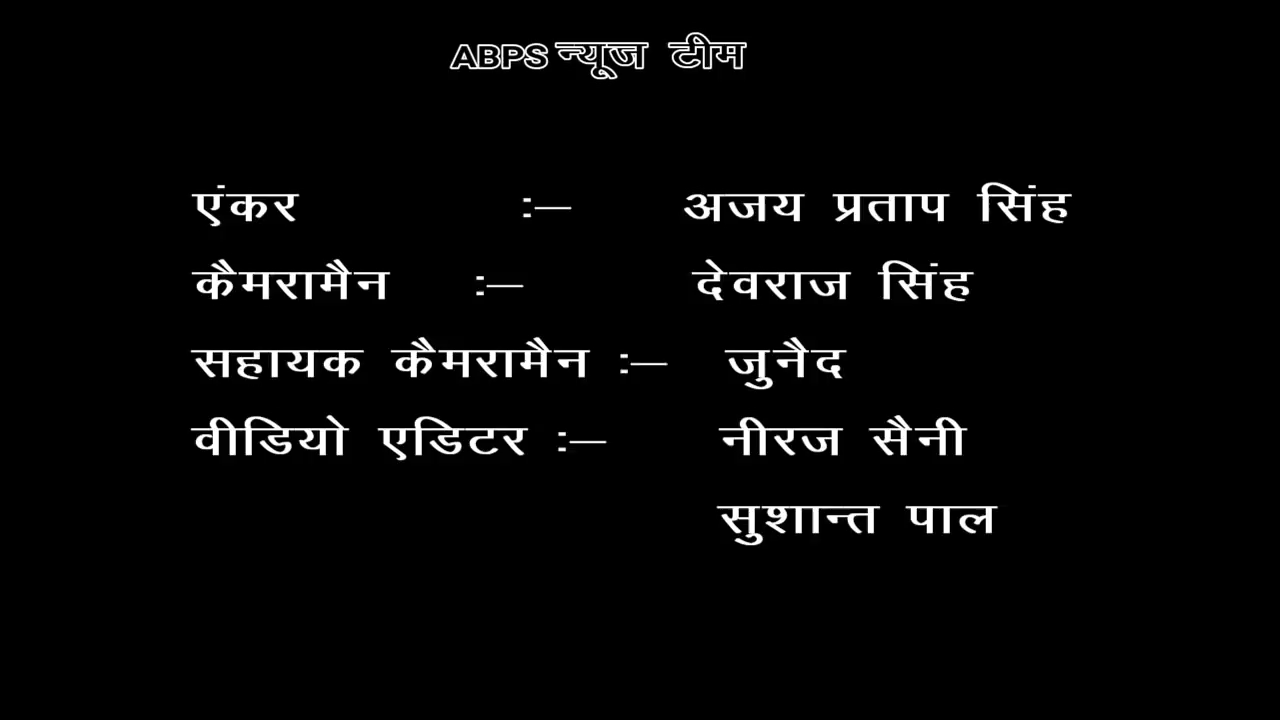 ABPS न्यूज टीम
एंकर :— अजय प्रताप सिंह
कैमरामैन :— देवराज सिंह
सहायक कैमरामैन :— जुनैद
वीडियो एडिटर :— नीरज सैनी
सुशान्त पाल